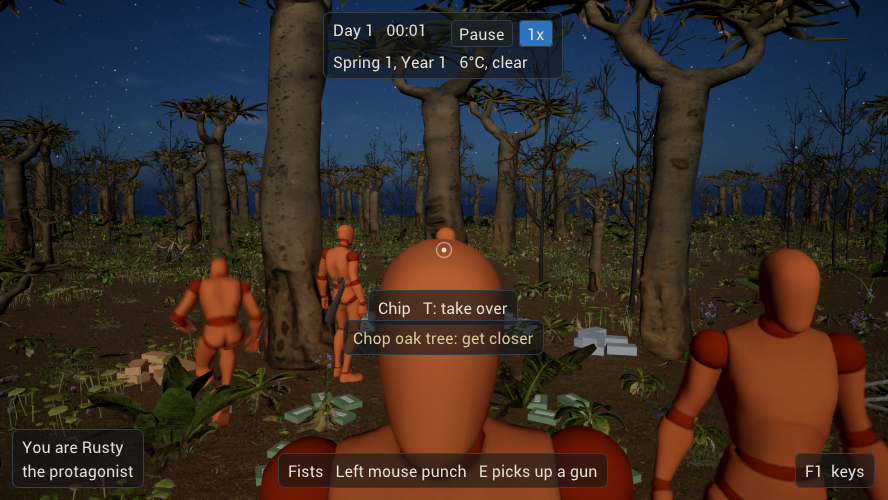 Day 1 00:01 Pause 1x
Spring 1, Year 1 6°C, clear
Chip T: take over
Chop oak tree: get closer
You are Rusty
the protagonist
Fists Left mouse punch E picks up a gun
F1 keys